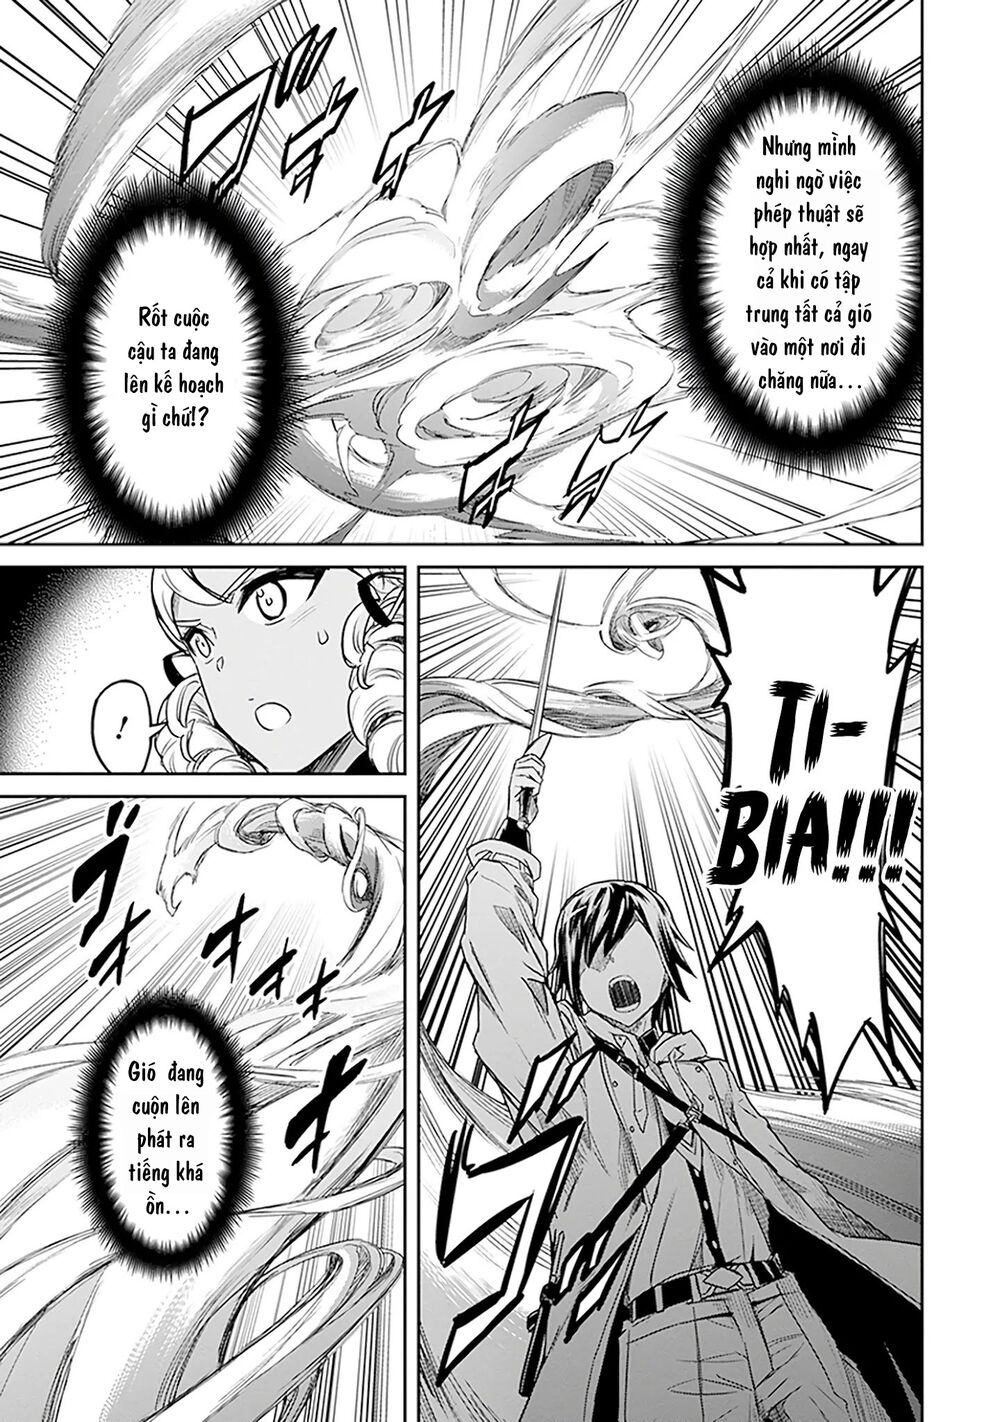 Nhưng mình
nghi ngờ việc
phép thuật sẽ
hợp nhất, ngay
cả khi có tập
trung tất cả gió
vào một nơi đi
chăng nữa...
Rốt cuộc
cậu ta đang
lên kế hoạch
gì chứ!?
TI-
BIA!!!
!
Gió đang
cuộn lên
phát ra
tiếng khá
ồn...